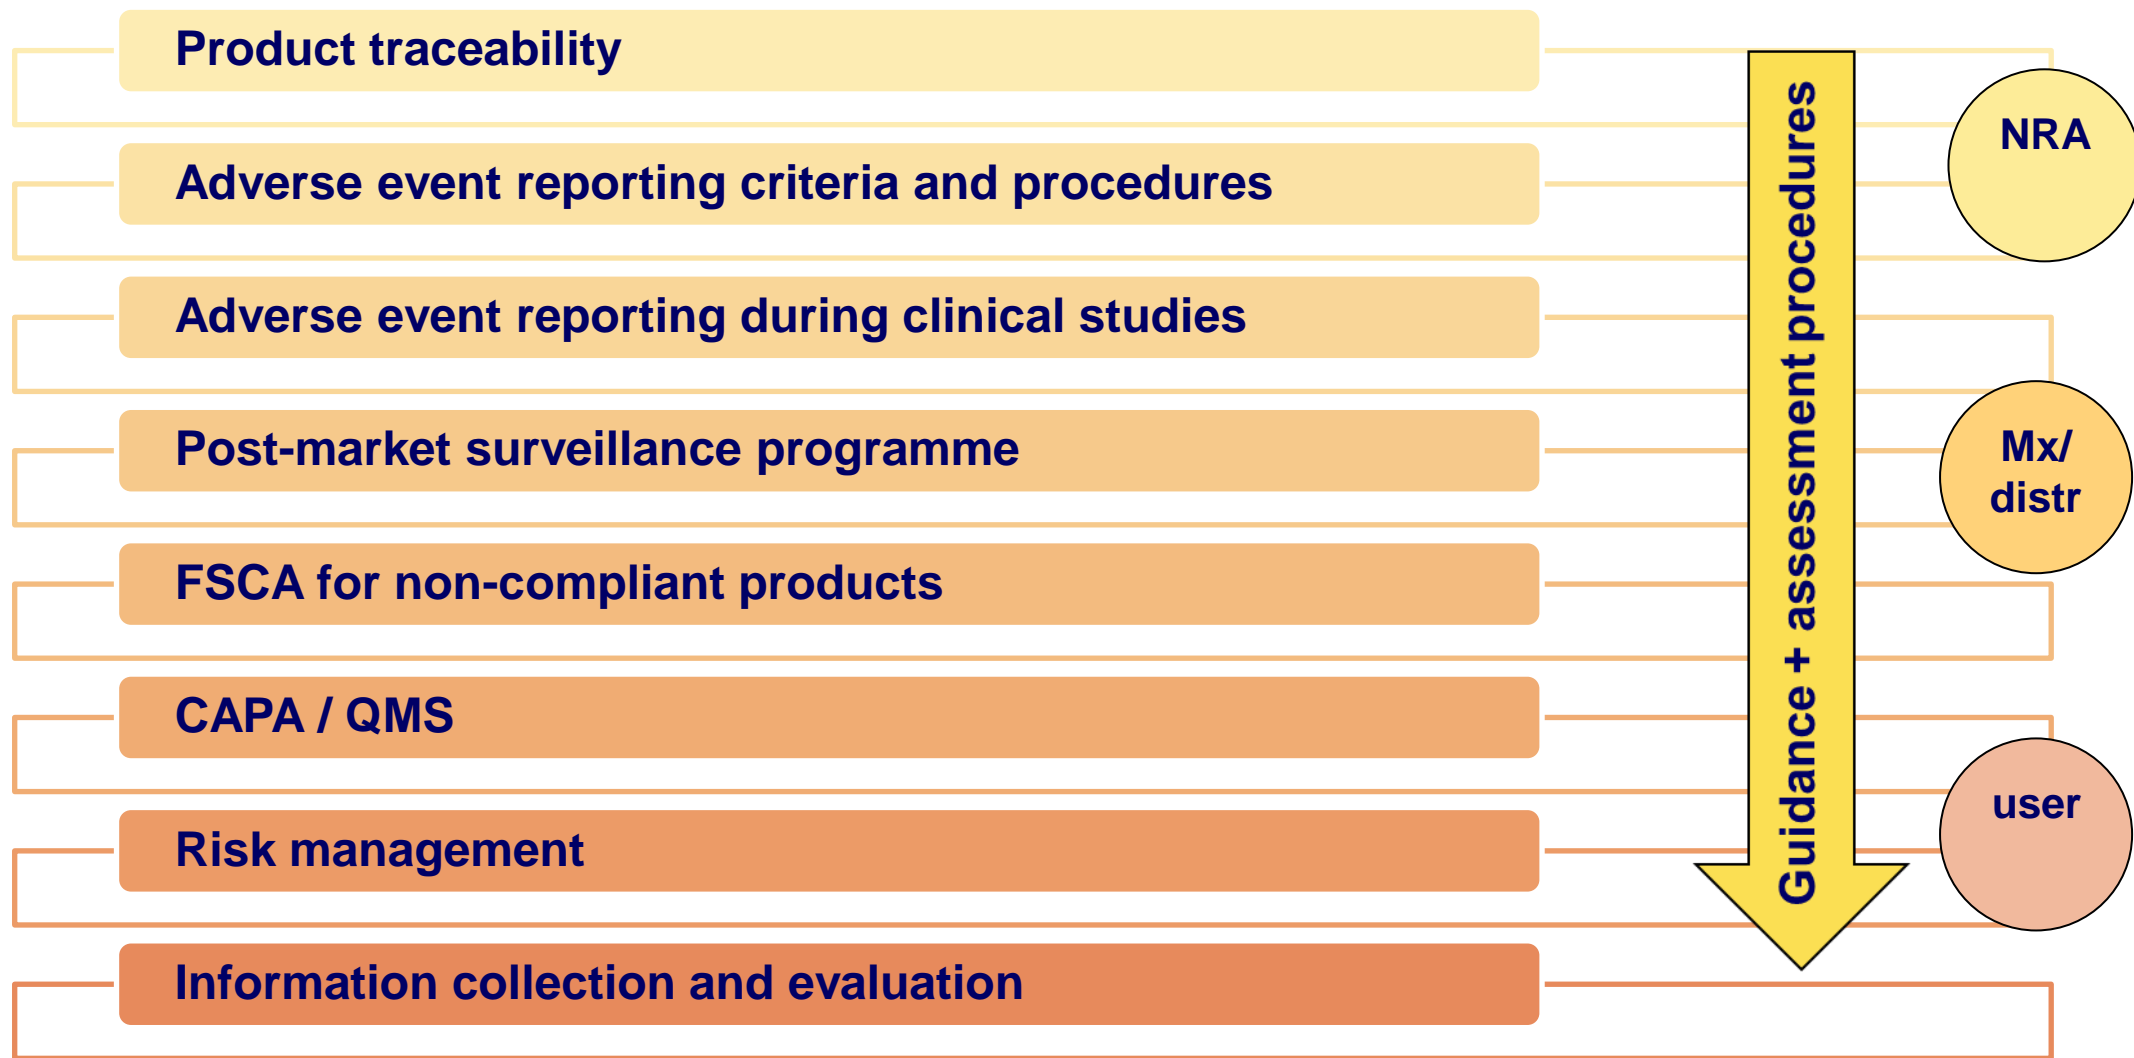 Product traceability
Adverse event reporting criteria and procedures
Adverse event reporting during clinical studies
Post-market surveillance programme
FSCA for non-compliant products
CAPA / QMS
Risk management
Information collection and evaluation
Guidance + assessment procedures
NRA
Mx/
distr
user